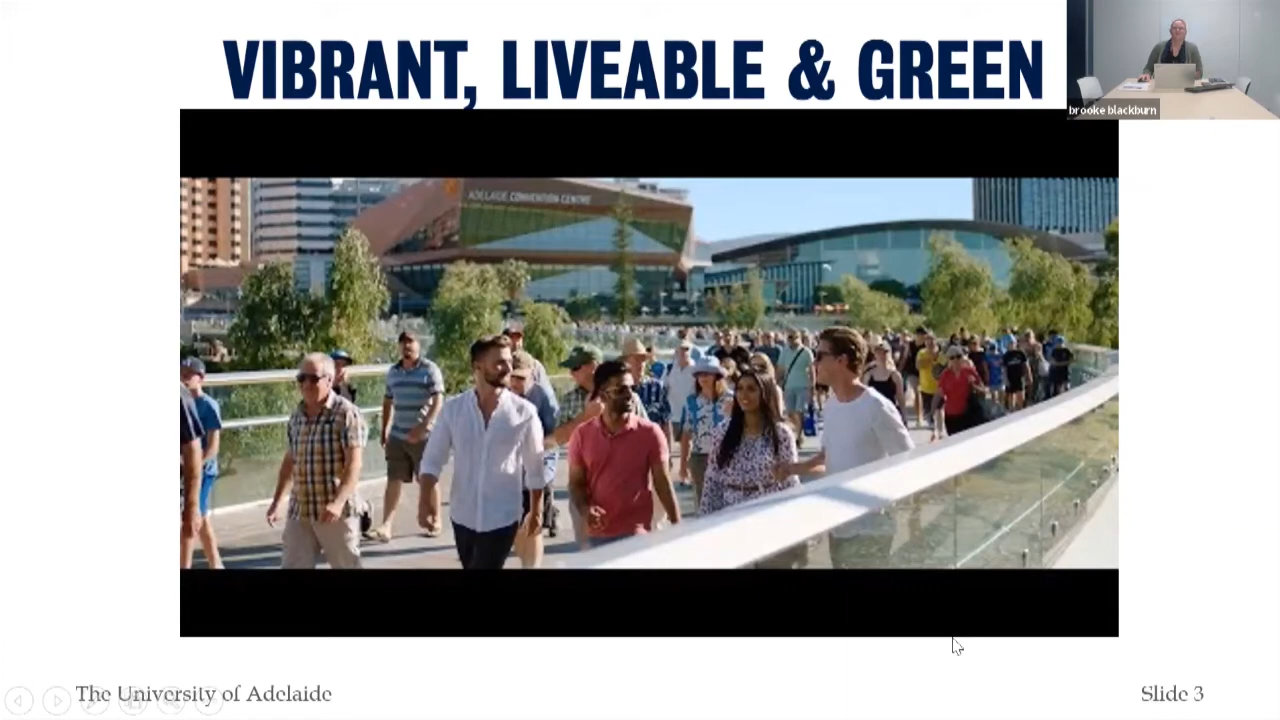 VIBRANT, LIVEABLE & GREEN
brooke blackburn
ADELAIDE CONVENTION CENTRE
The University of Adelaide
Slide 3